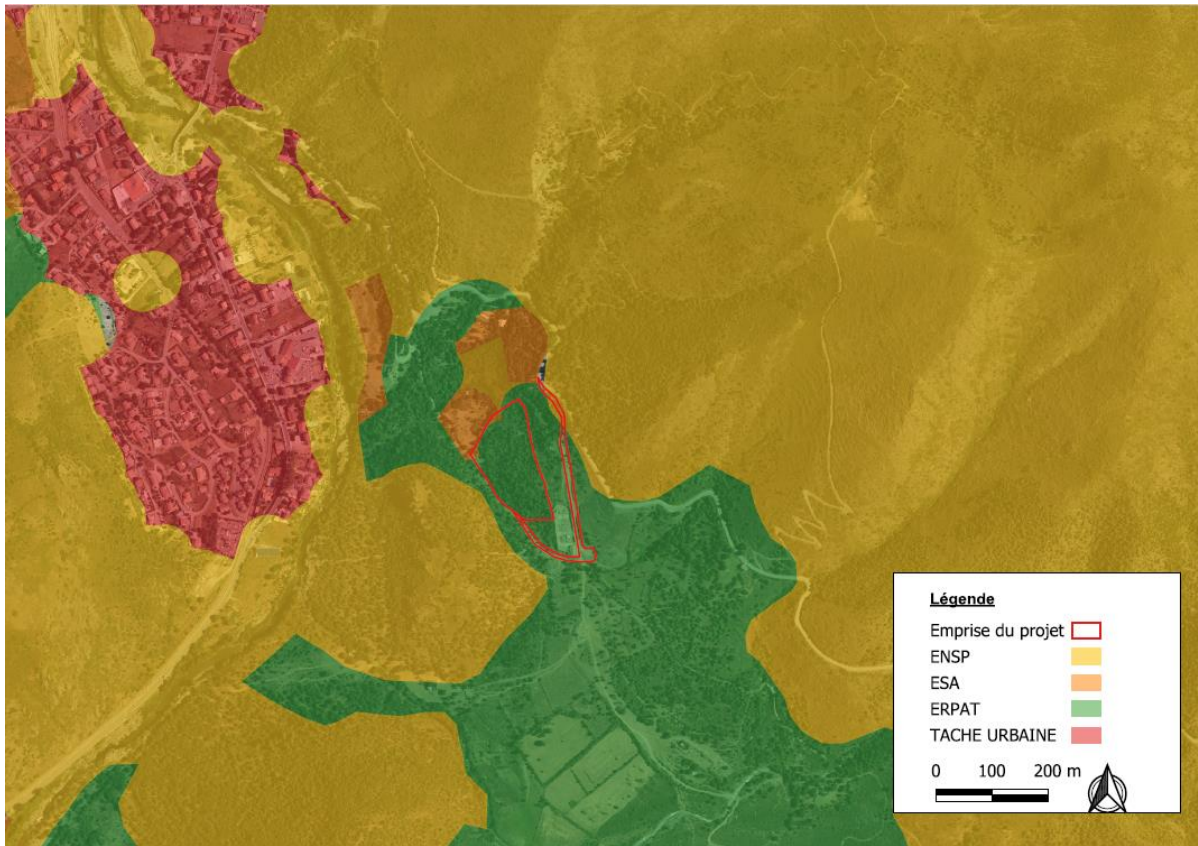 Légende
Emprise du projet
ENSP
ESA
ERPAT
TACHE URBAINE
0 100 200 m